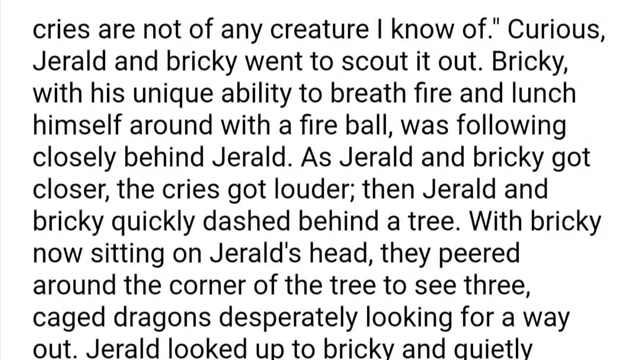 cries are not of any creature I know of." Curious,
Jerald and bricky went to scout it out. Bricky,
with his unique ability to breath fire and lunch
himself around with a fire ball, was following
closely behind Jerald. As Jerald and bricky got
closer, the cries got louder; then Jerald and
bricky quickly dashed behind a tree. With bricky
now sitting on Jerald's head, they peered
around the corner of the tree to see three,
caged dragons desperately looking for a way
out. Jerald looked up to bricky and quietly